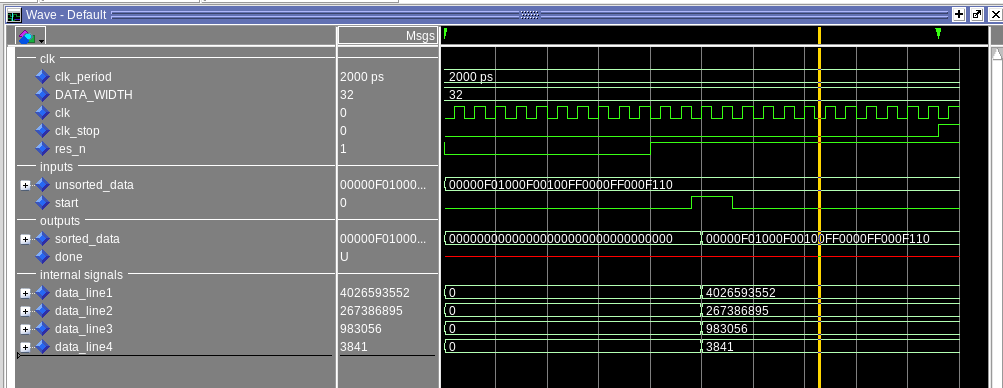 Wave - Default
Msgs
clk
clk_period 2000 ps 2000 ps
DATA_WIDTH 32 32
clk 0
clk_stop 0
res_n 1
inputs
unsorted_data 00000F01000... 00000F01000F00100FF0000FF000F110
start 0
outputs
sorted_data 00000F01000... 00000000000000000000000000000000 00000F01000F00100FF0000FF000F110
done U
internal signals
data_line1 4026593552 0 4026593552
data_line2 267386895 0 267386895
data_line3 983056 0 983056
data_line4 3841 0 3841